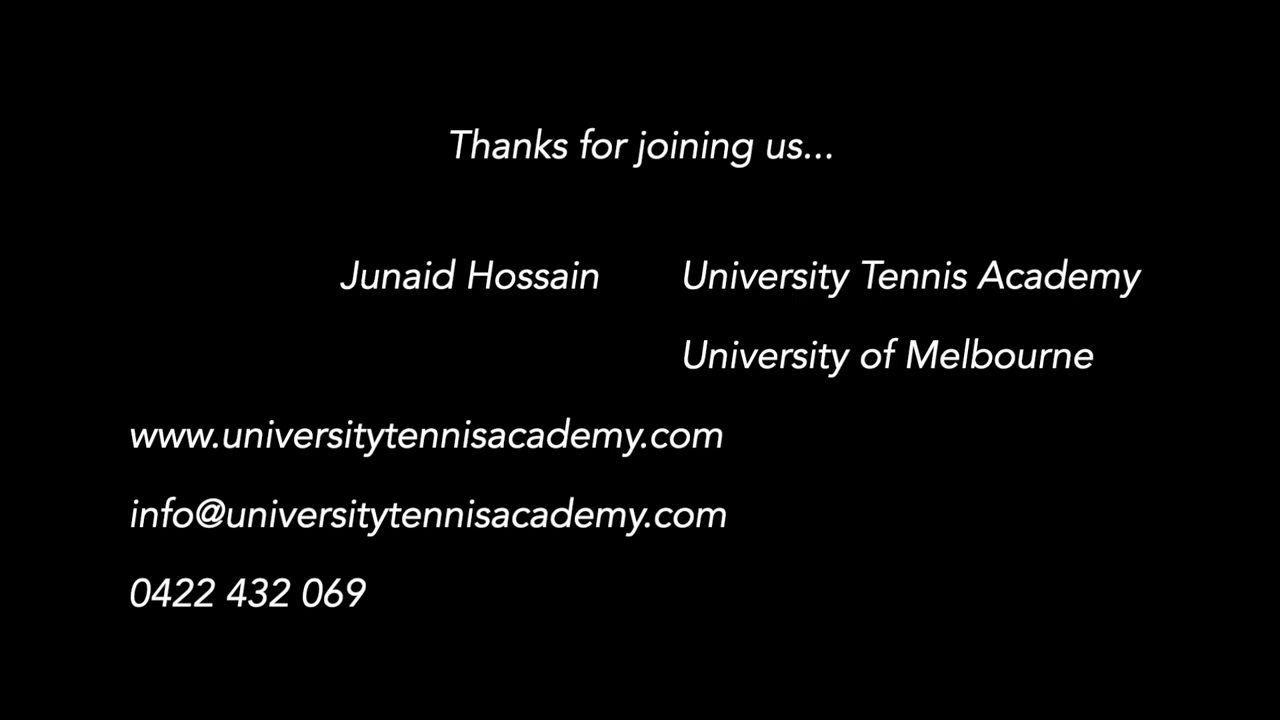 Thanks for joining us...
Junaid Hossain University Tennis Academy
University of Melbourne
www.universitytennisacademy.com
info@universitytennisacademy.com
0422 432 069